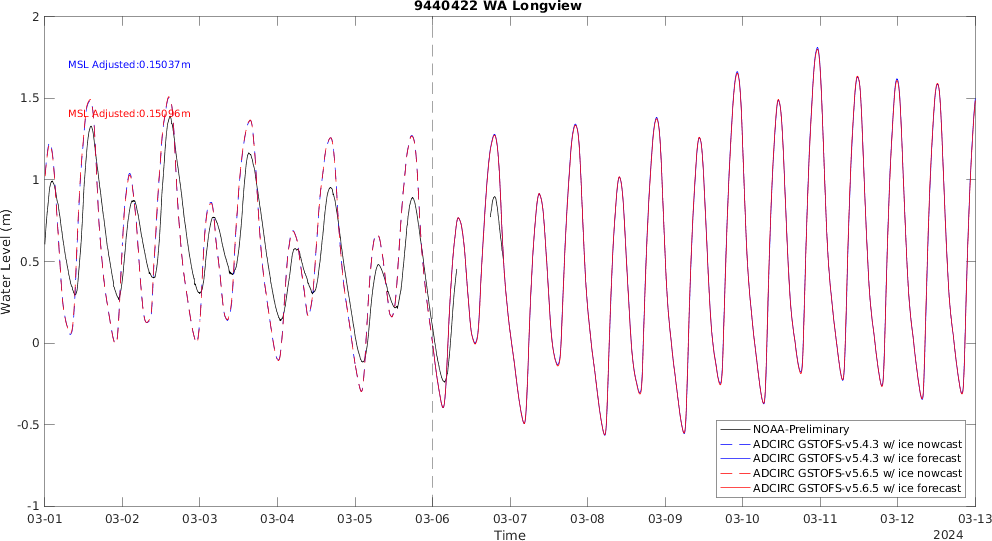 9440422 WA Longview
MSL Adjusted:0.15037m
MSL Adjusted:0.15096m
Water Level (m)
2
1.5
1
0.5
0
-0.5
-1
NOAA-Preliminary
ADCIRC GSTOFS-v5.4.3 w/ ice nowcast
ADCIRC GSTOFS-v5.4.3 w/ ice forecast
ADCIRC GSTOFS-v5.6.5 w/ ice nowcast
ADCIRC GSTOFS-v5.6.5 w/ ice forecast
03-01 03-02 03-03 03-04 03-05 03-06 03-07 03-08 03-09 03-10 03-11 03-12 03-13
Time
2024